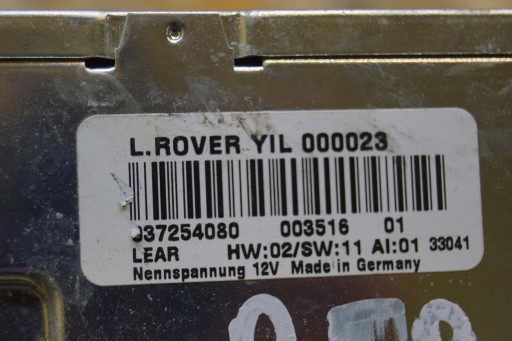 L.ROVER YIL 000023
037254080 003516 01
LEAR HW:02/SW:11 AI:01 33041
Nennspannung 12V Made in Germany